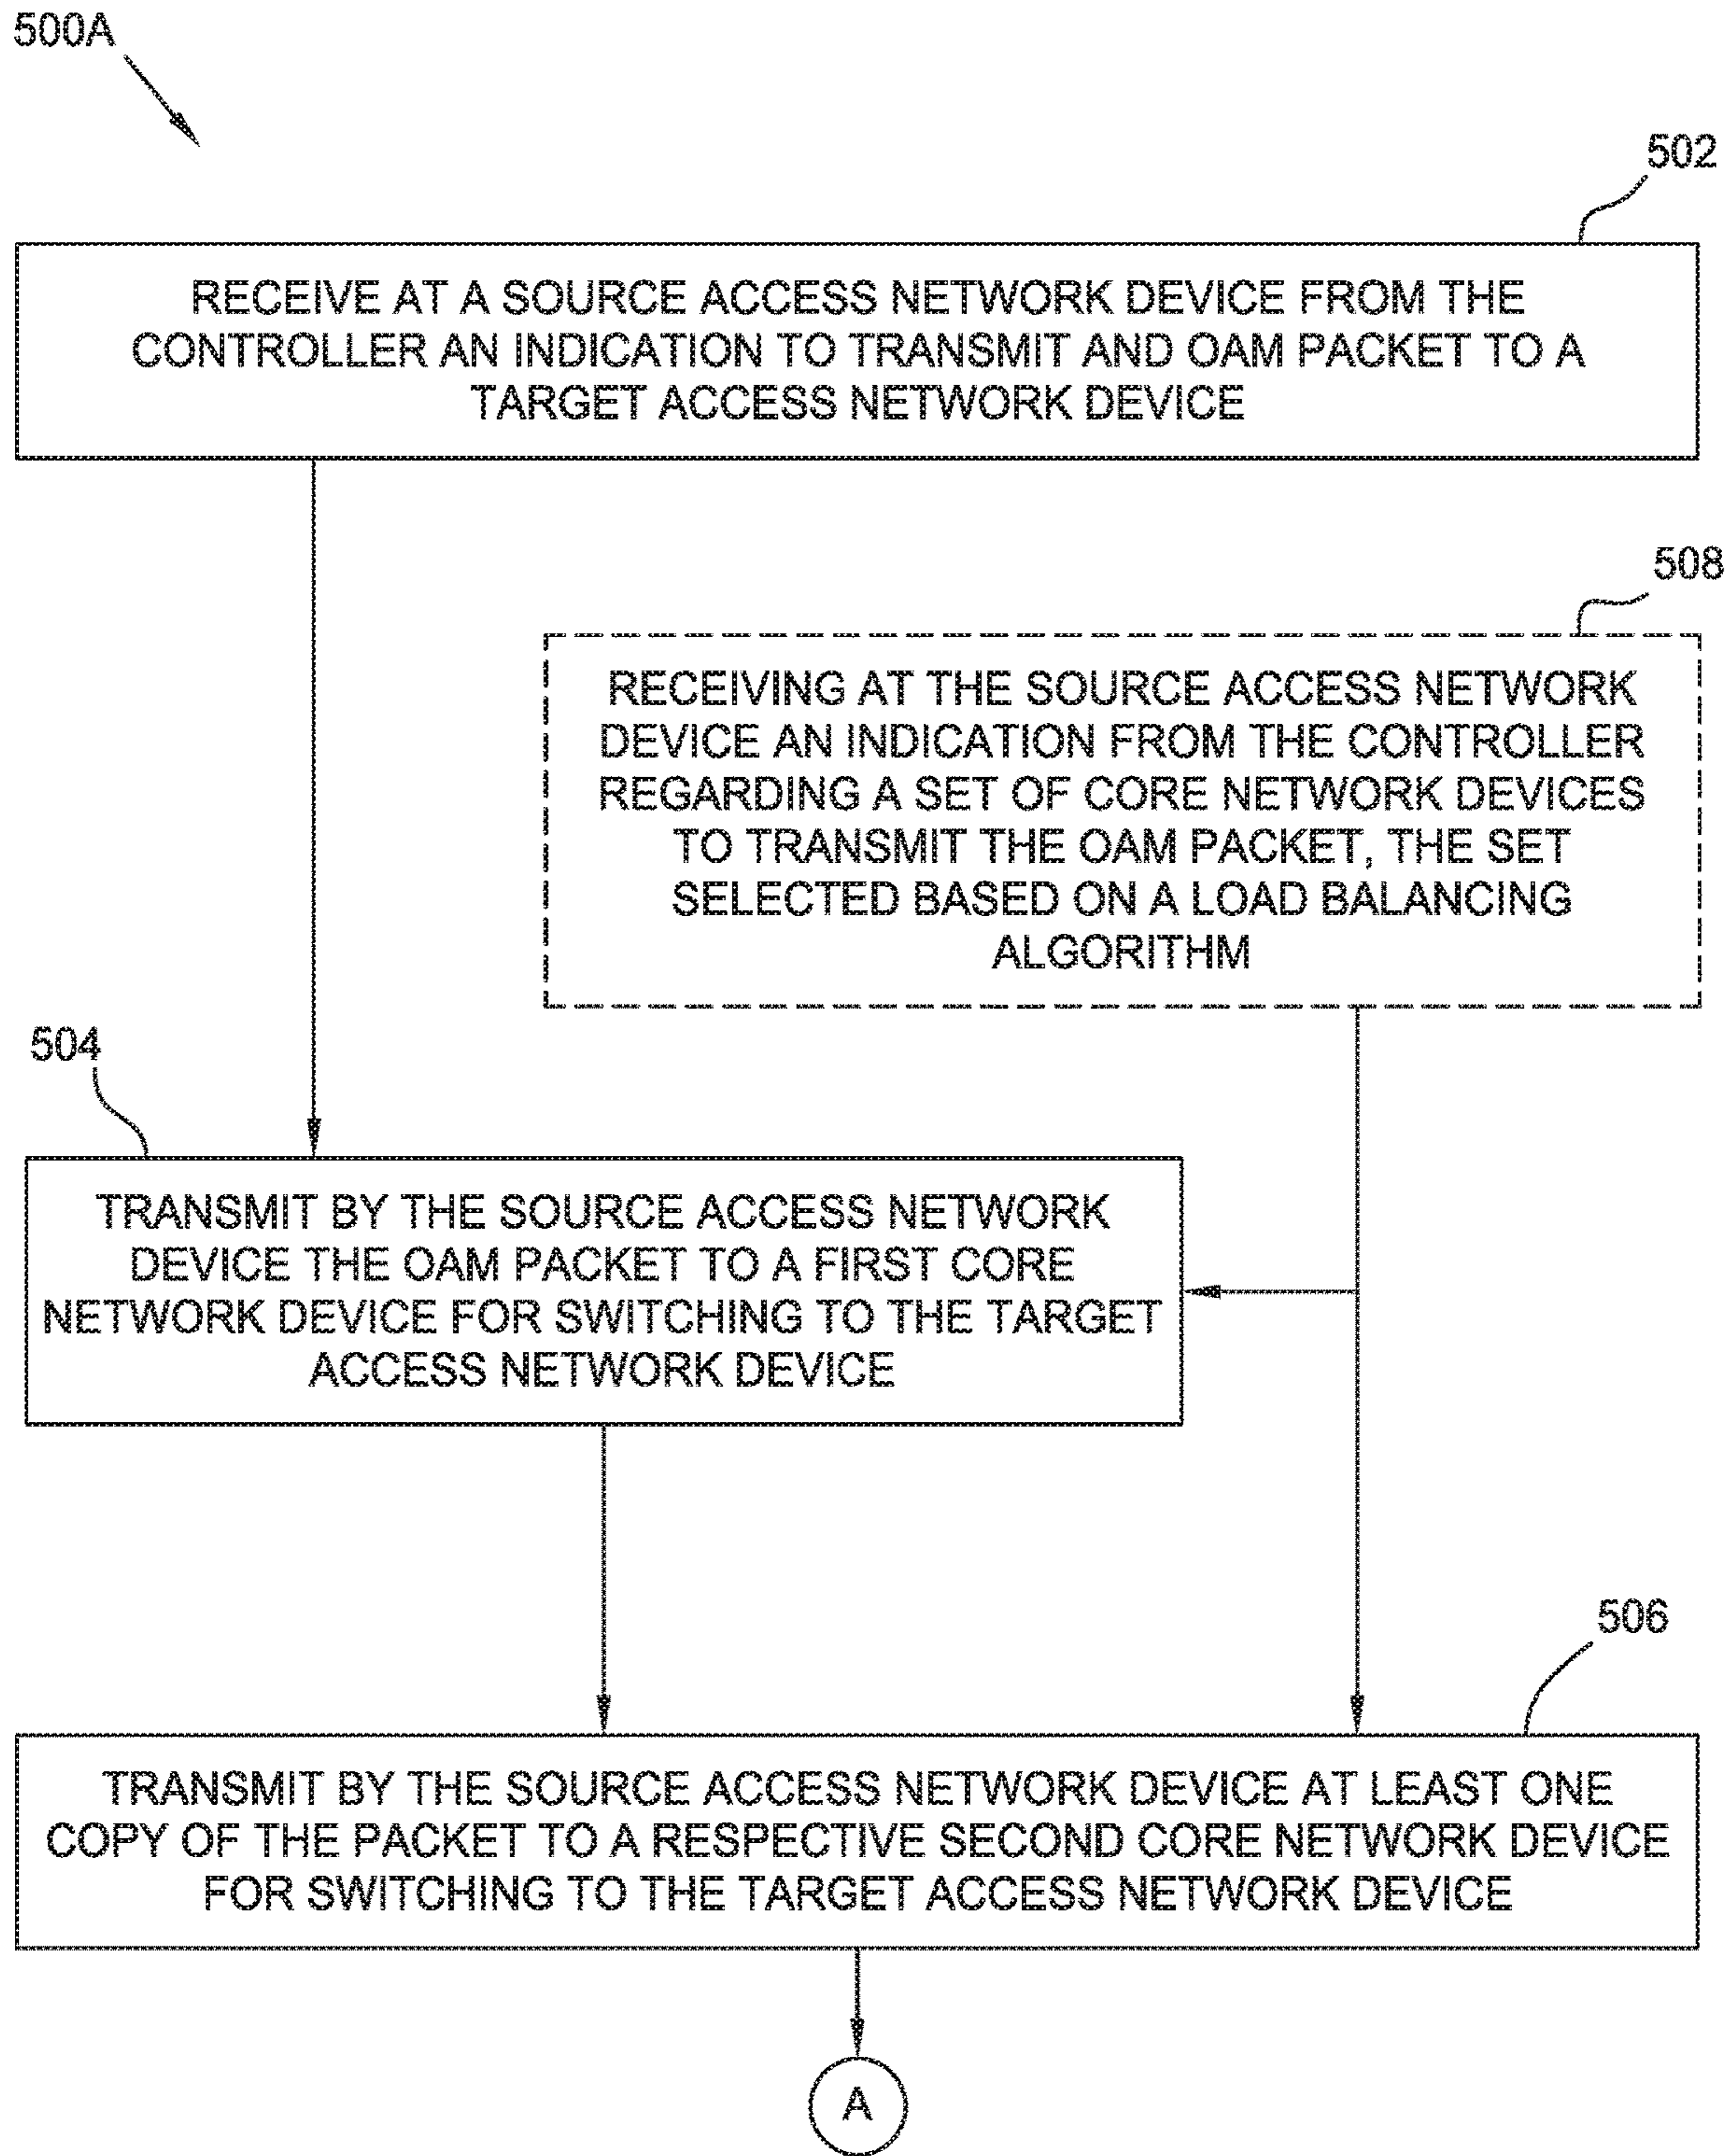 500A
502
RECEIVE AT A SOURCE ACCESS NETWORK DEVICE FROM THE
CONTROLLER AN INDICATION TO TRANSMIT AND OAM PACKET TO A
TARGET ACCESS NETWORK DEVICE
508
RECEIVING AT THE SOURCE ACCESS NETWORK
DEVICE AN INDICATION FROM THE CONTROLLER
REGARDING A SET OF CORE NETWORK DEVICES
TO TRANSMIT THE OAM PACKET, THE SET
SELECTED BASED ON A LOAD BALANCING
ALGORITHM
504
TRANSMIT BY THE SOURCE ACCESS NETWORK
DEVICE THE OAM PACKET TO A FIRST CORE
NETWORK DEVICE FOR SWITCHING TO THE TARGET
ACCESS NETWORK DEVICE
506
TRANSMIT BY THE SOURCE ACCESS NETWORK DEVICE AT LEAST ONE
COPY OF THE PACKET TO A RESPECTIVE SECOND CORE NETWORK DEVICE
FOR SWITCHING TO THE TARGET ACCESS NETWORK DEVICE
A